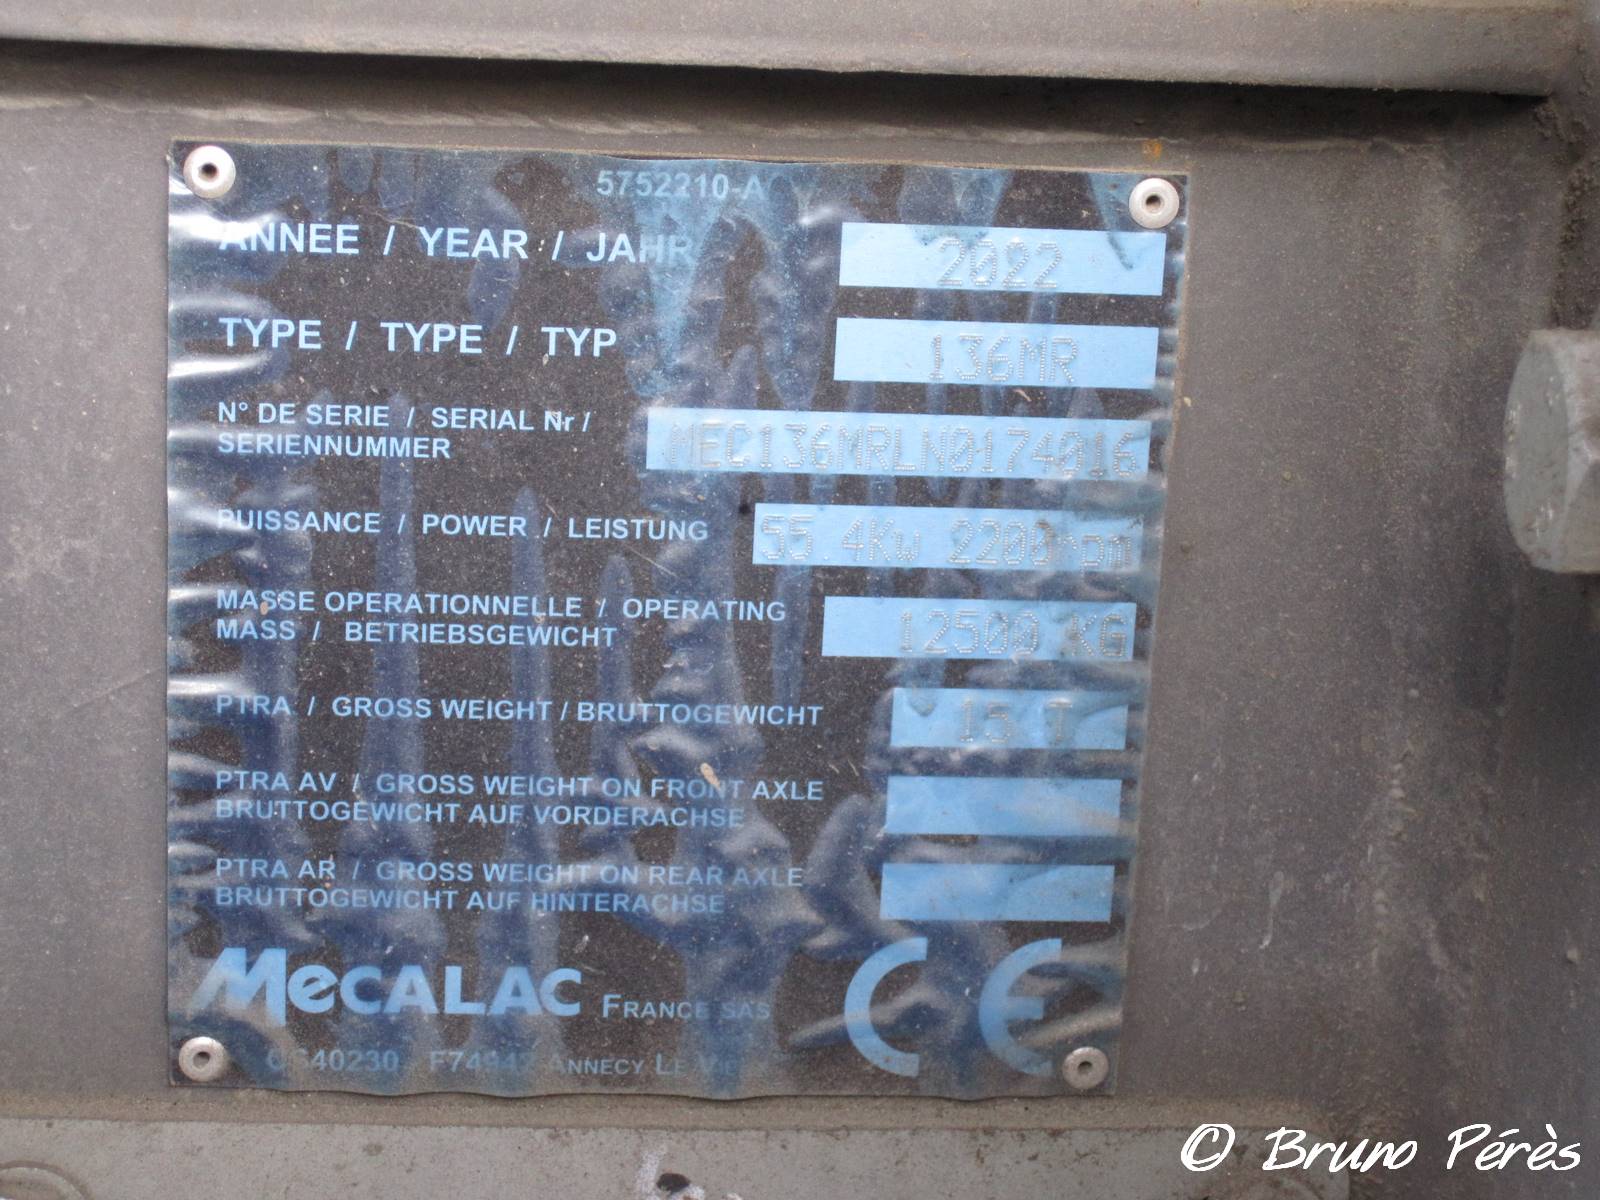 5752210-A
ANNEE / YEAR / JAHR 2022
TYPE / TYPE / TYP 136MR
N° DE SERIE / SERIAL Nr /
SERIENNUMMER MEC136MRLN0174016
PUISSANCE / POWER / LEISTUNG 55 4Kw 2200rpm
MASSE OPERATIONNELLE / OPERATING
MASS / BETRIEBSGEWICHT 12500 KG
PTRA / GROSS WEIGHT / BRUTTOGEWICHT 15 T
PTRA AV / GROSS WEIGHT ON FRONT AXLE
BRUTTOGEWICHT AUF VORDERACHSE
PTRA AR / GROSS WEIGHT ON REAR AXLE
BRUTTOGEWICHT AUF HINTERACHSE
MECALAC FRANCE SAS CE
CS40230 ANNECY LE
© Bruno Pérès